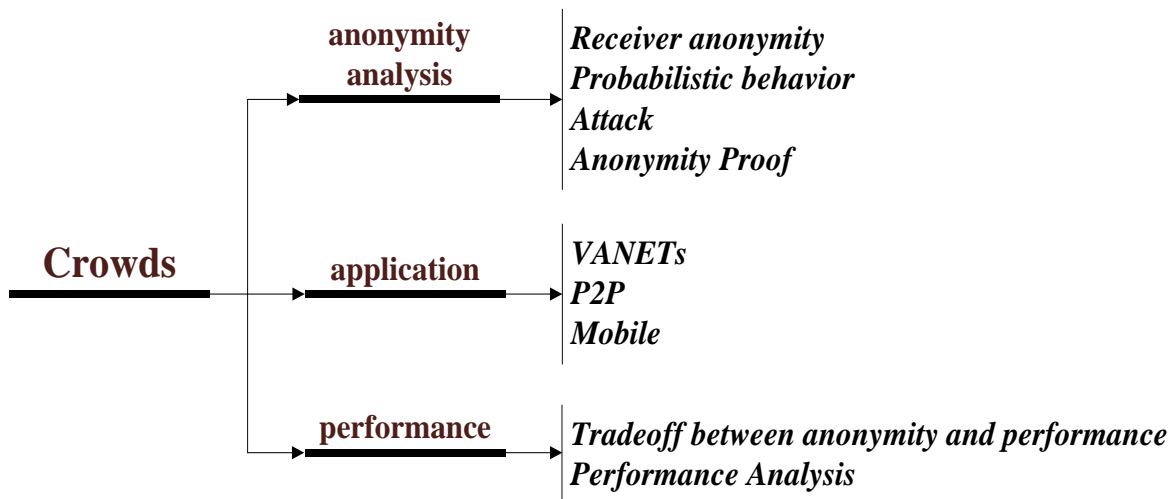 anonymity
analysis
Receiver anonymity
Probabilistic behavior
Attack
Anonymity Proof
Crowds
application
VANETs
P2P
Mobile
performance
Tradeoff between anonymity and performance
Performance Analysis